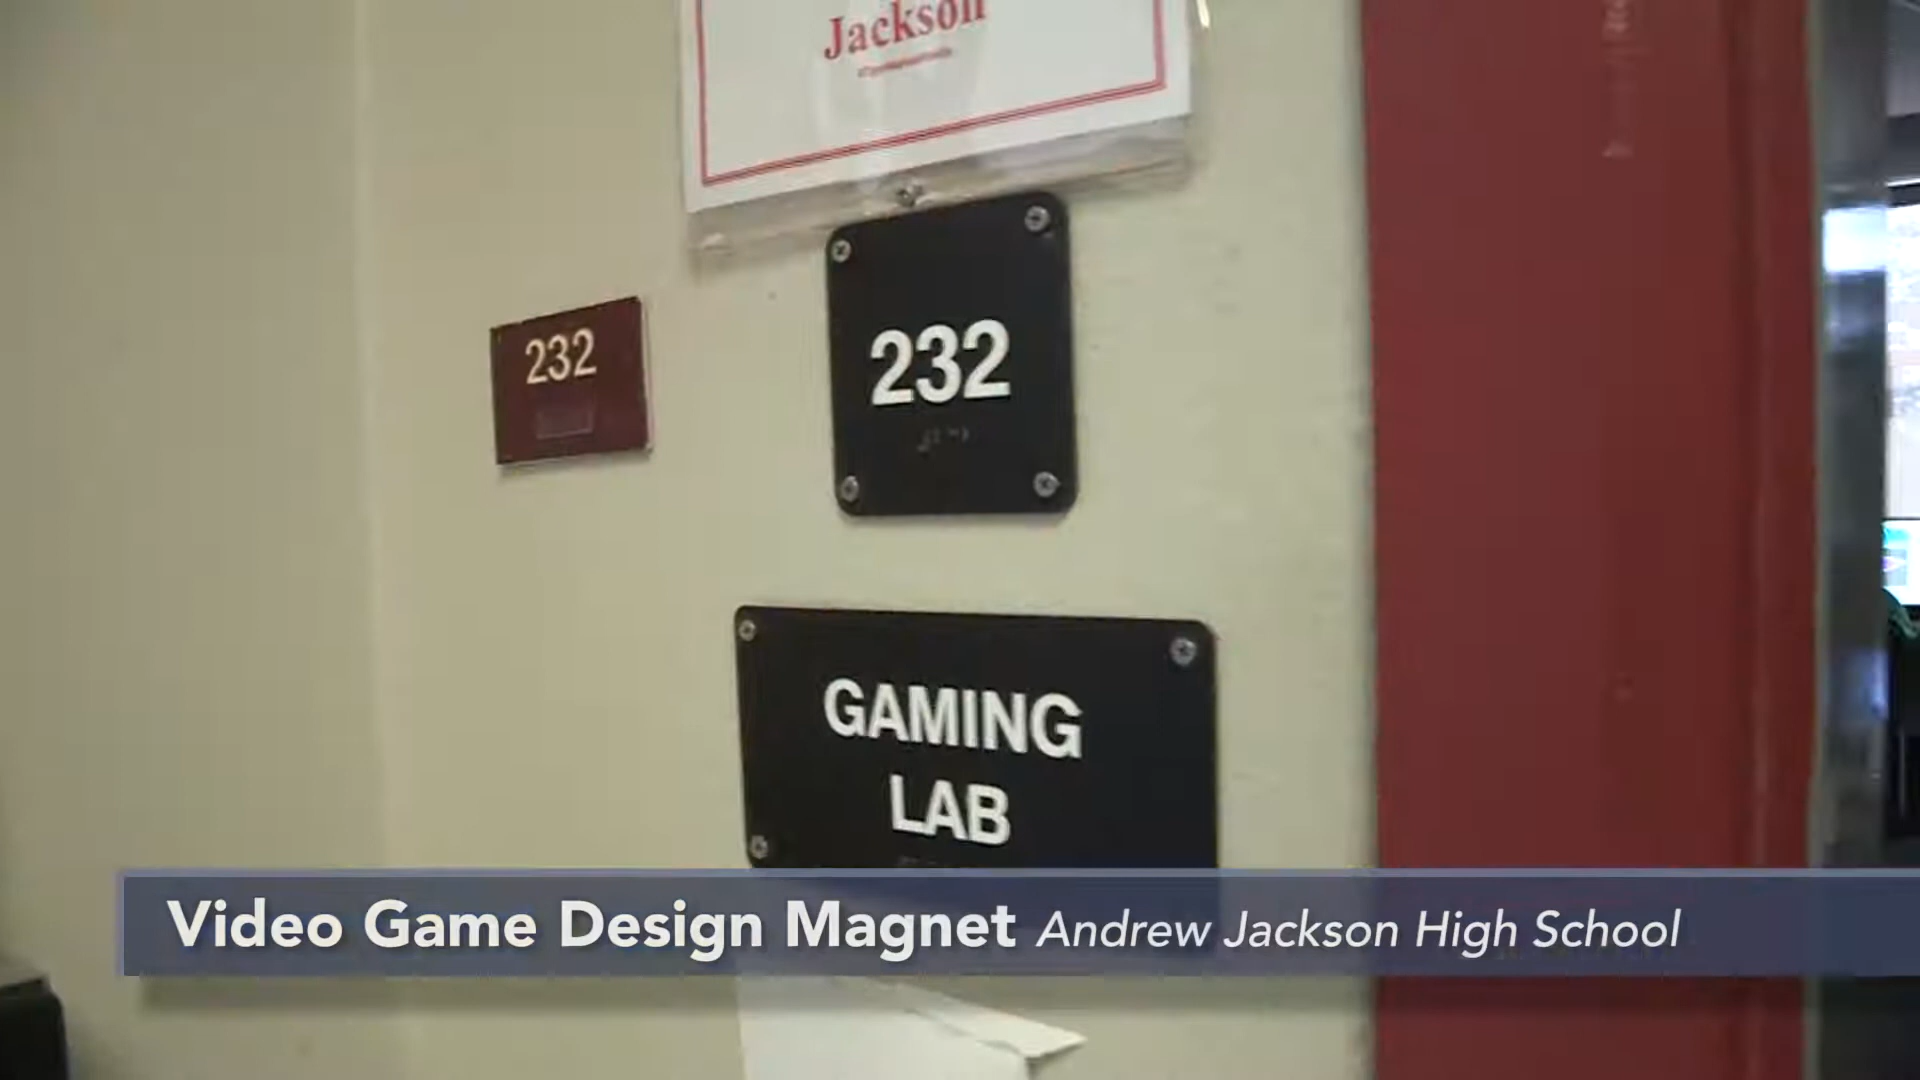 Jackson
232
232
GAMING
LAB
Video Game Design Magnet Andrew Jackson High School